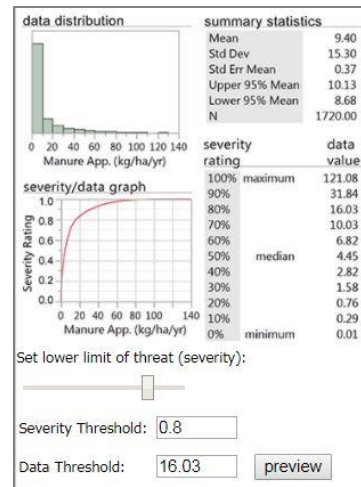 data distribution
0 20 40 60 80 100 120 140
Manure App. (kg/ha/yr)
summary statistics
Mean 9.40
Std Dev 15.30
Std Err Mean 0.37
Upper 95% Mean 10.13
Lower 95% Mean 8.68
N 1720.00
severity/data graph
Severity Rating
1.0
0.8
0.6
0.4
0.2
0.0
0 20 40 60 80 100 140
Manure App. (kg/ha/yr)
severity data
rating value
100% maximum 121.08
90% 31.84
80% 16.03
70% 10.03
60% 6.82
50% median 4.45
40% 2.82
30% 1.58
20% 0.76
10% 0.29
0% minimum 0.01
Set lower limit of threat (severity):
Severity Threshold: 0.8
Data Threshold: 16.03 preview